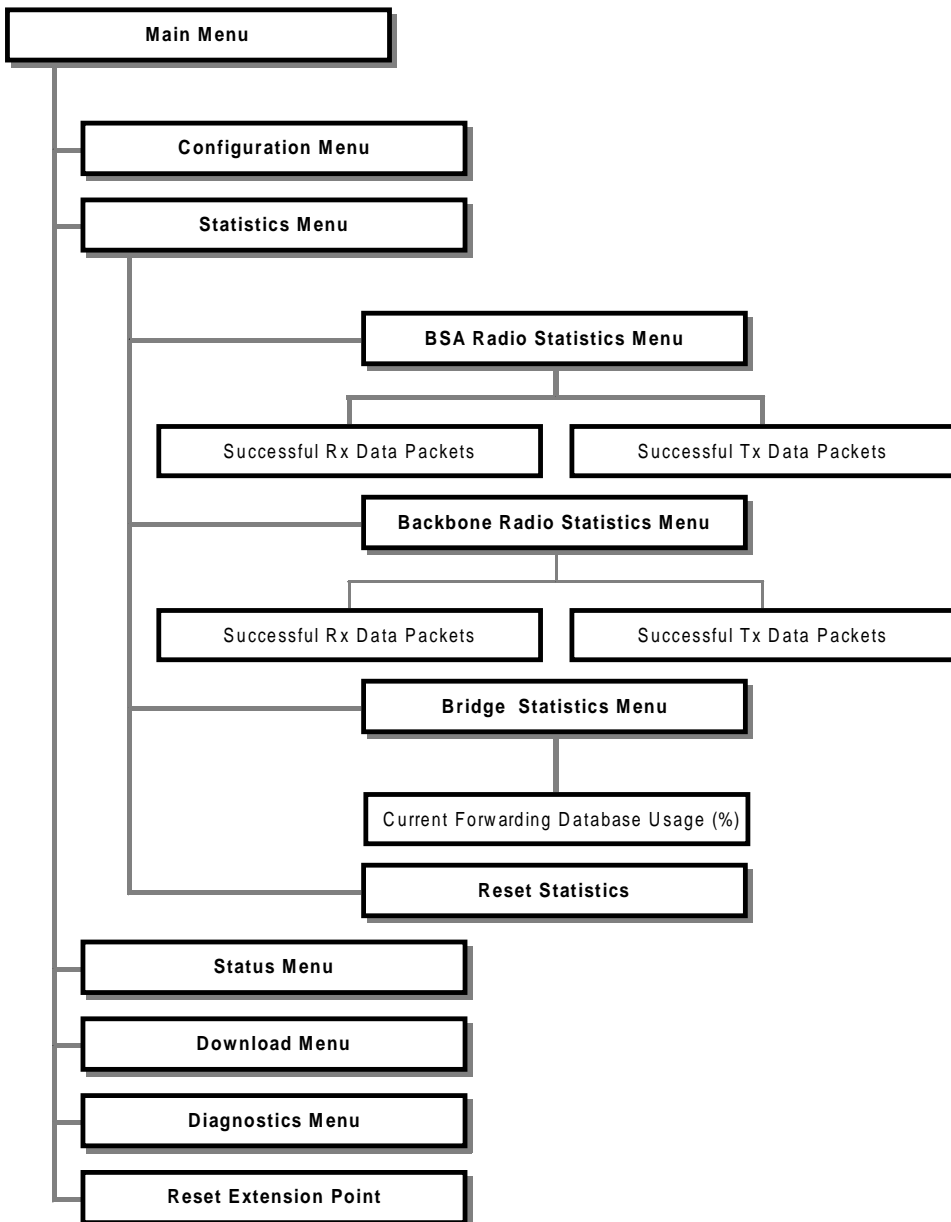 Main Menu
Configuration Menu
Statistics Menu
BSA Radio Statistics Menu
Successful Rx Data Packets
Successful Tx Data Packets
Backbone Radio Statistics Menu
Successful Rx Data Packets
Successful Tx Data Packets
Bridge Statistics Menu
Current Forwarding Database Usage (%)
Reset Statistics
Status Menu
Download Menu
Diagnostics Menu
Reset Extension Point